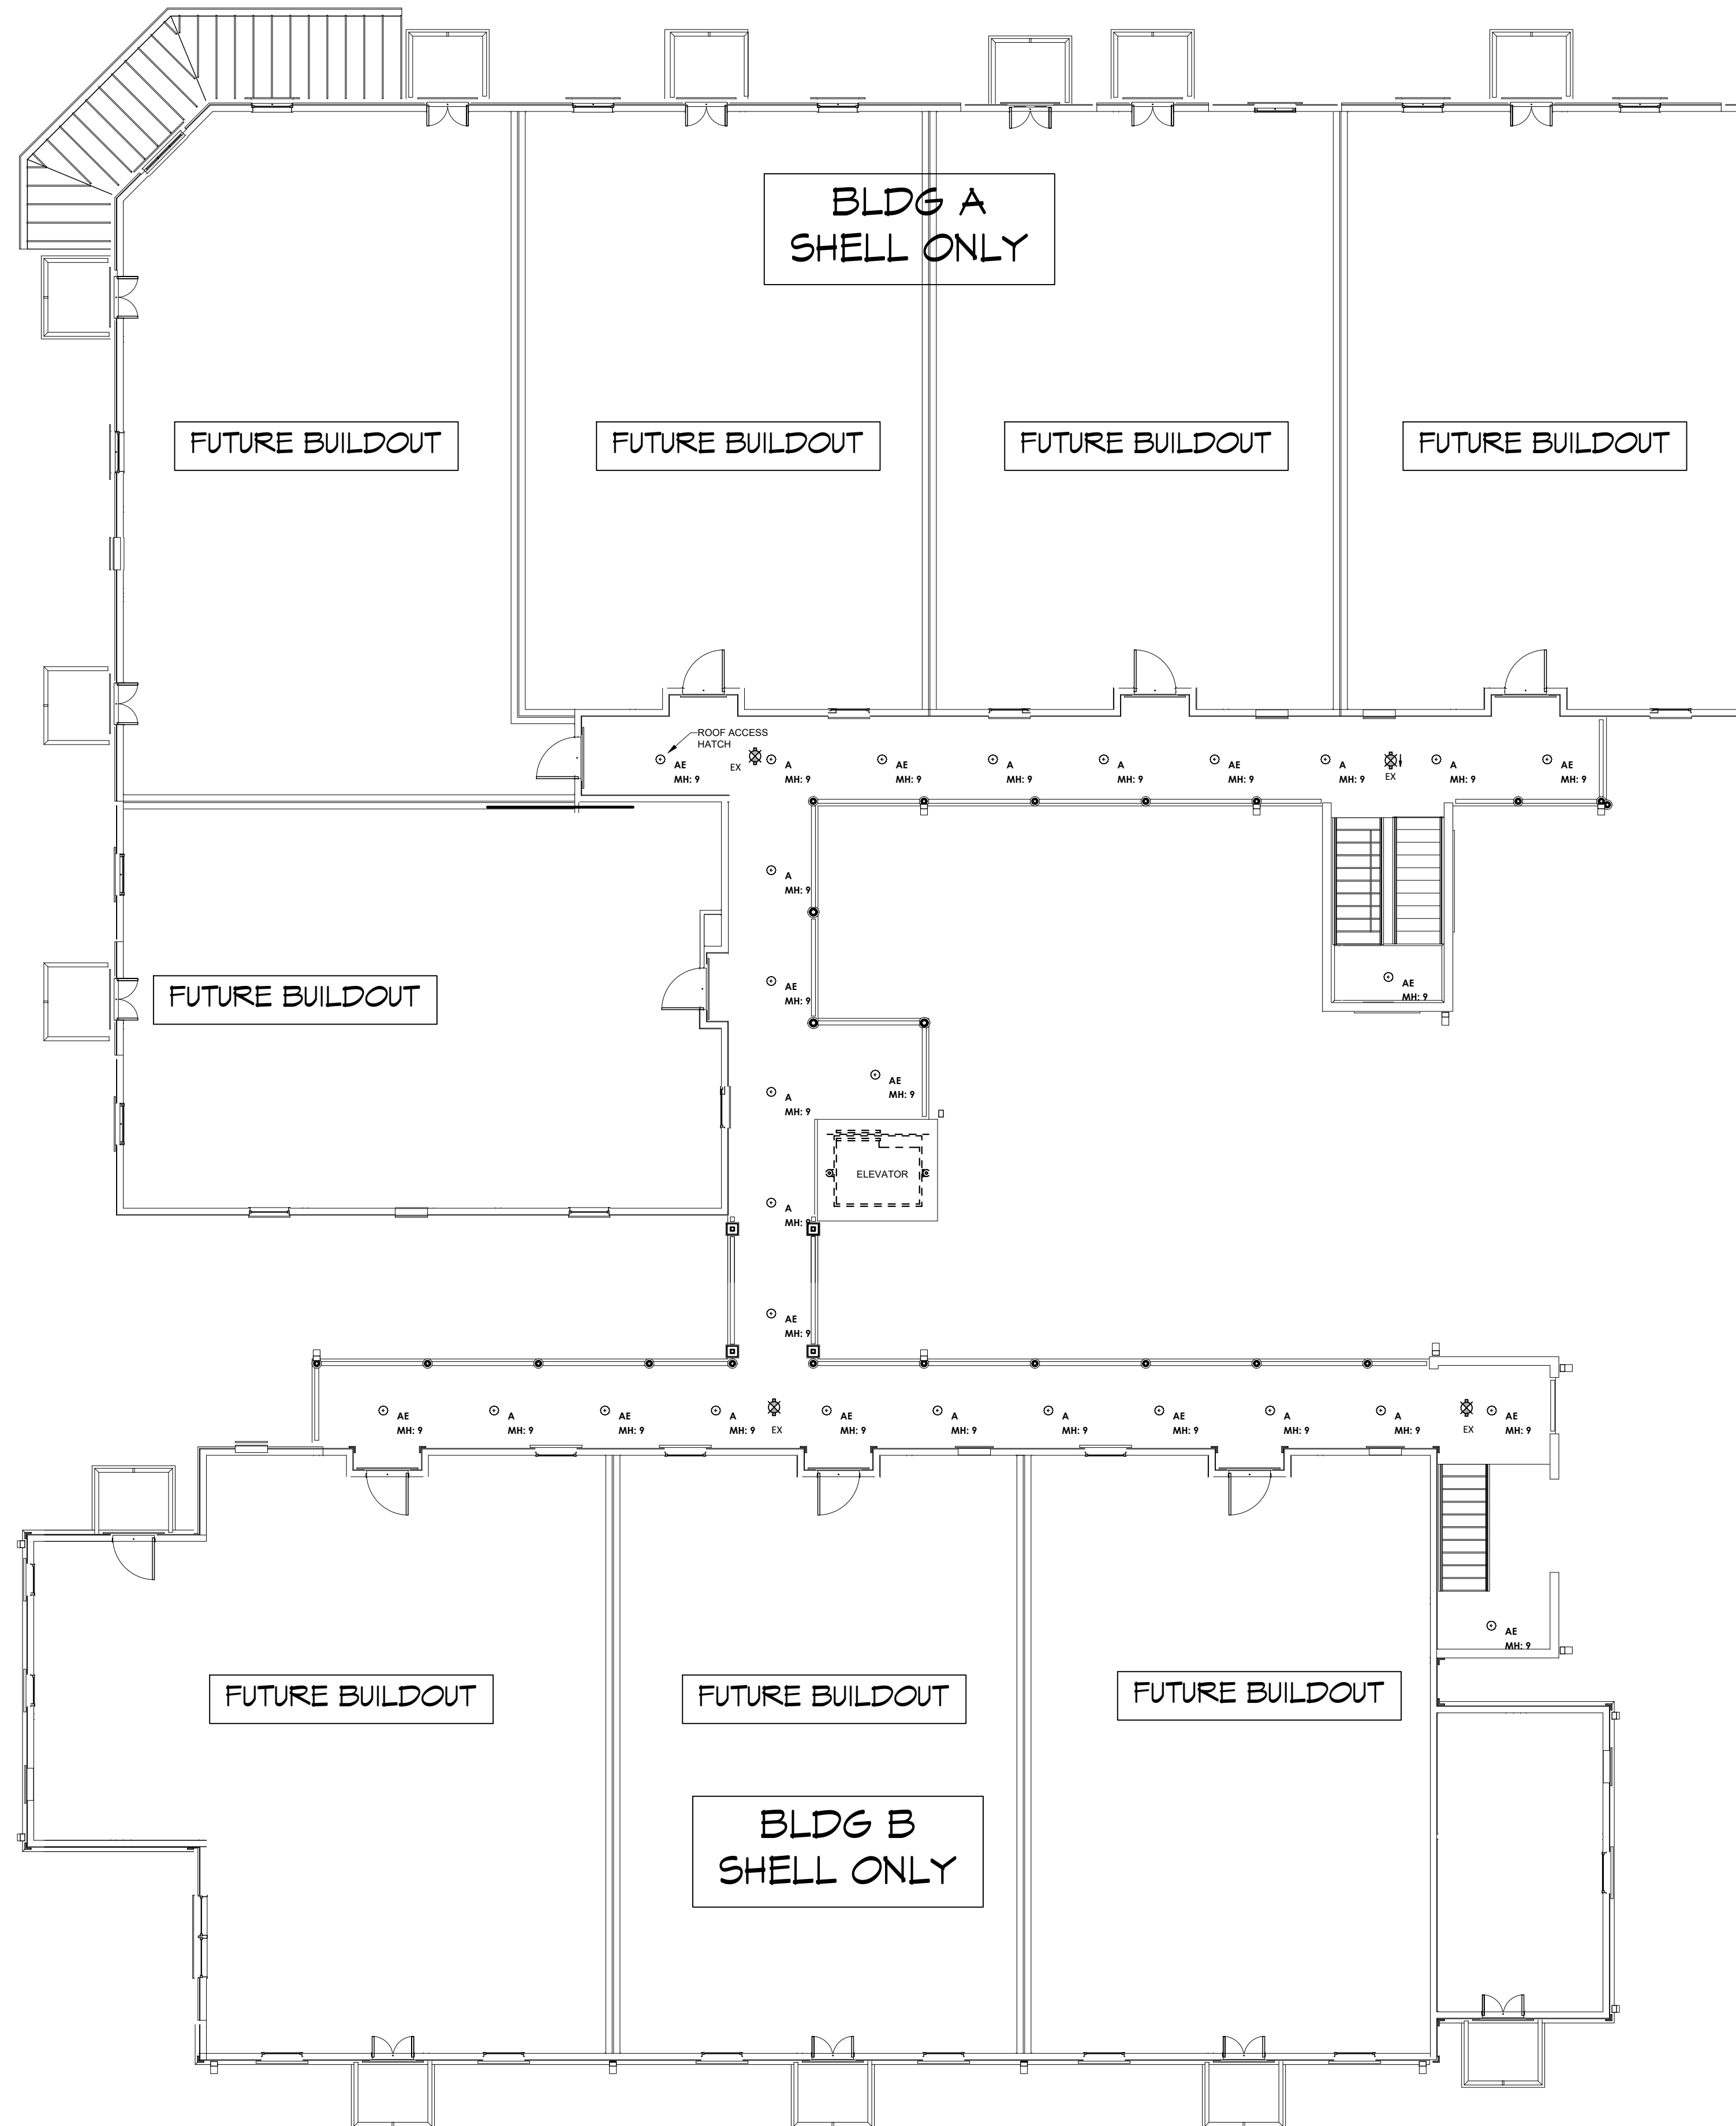 BLDG A
SHELL ONLY
FUTURE BUILDOUT
FUTURE BUILDOUT
FUTURE BUILDOUT
FUTURE BUILDOUT
ROOF ACCESS
HATCH
AE
MH: 9
EX
A
MH: 9
AE
MH: 9
A
MH: 9
A
MH: 9
AE
MH: 9
A
MH: 9
EX
A
MH: 9
AE
MH: 9
A
MH: 9
AE
MH: 9
AE
MH: 9
FUTURE BUILDOUT
AE
MH: 9
A
MH: 9
ELEVATOR
A
MH: 9
AE
MH: 9
AE
MH: 9
A
MH: 9
AE
MH: 9
A
MH: 9
EX
AE
MH: 9
A
MH: 9
A
MH: 9
AE
MH: 9
A
MH: 9
A
MH: 9
EX
AE
MH: 9
AE
MH: 9
FUTURE BUILDOUT
FUTURE BUILDOUT
FUTURE BUILDOUT
BLDG B
SHELL ONLY